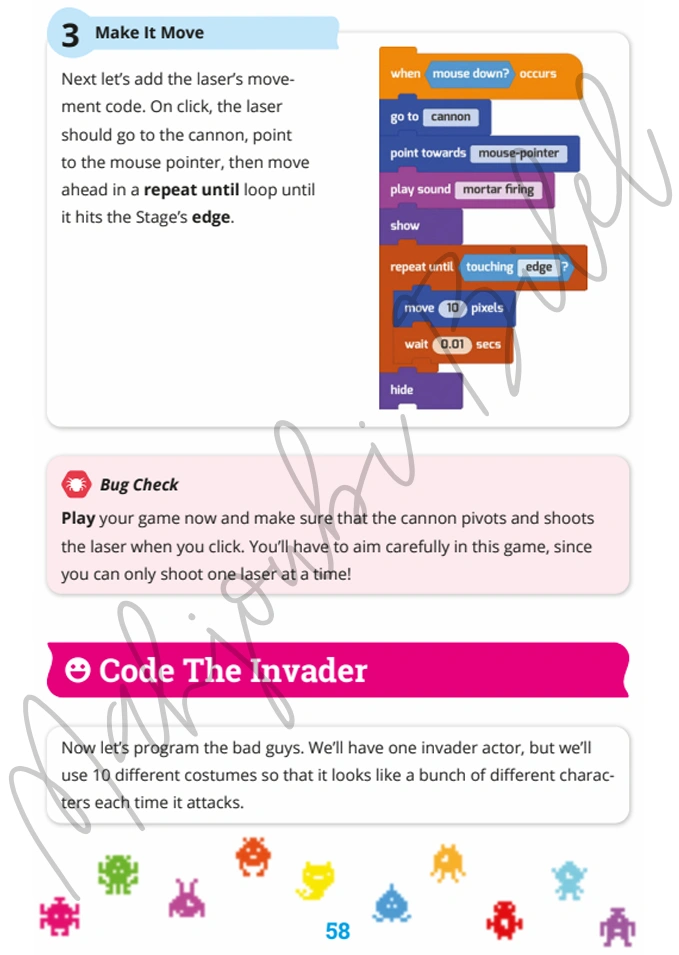 3 Make It Move
Next let's add the laser's move-
ment code. On click, the laser
should go to the cannon, point
to the mouse pointer, then move
ahead in a repeat until loop until
it hits the Stage's edge.
when mouse down? occurs
go to cannon
point towards mouse-pointer
play sound mortar firing
show
repeat until touching edge ?
move 10 pixels
wait 0.01 secs
hide
Bug Check
Play your game now and make sure that the cannon pivots and shoots
the laser when you click. You'll have to aim carefully in this game, since
you can only shoot one laser at a time!
Code The Invader
Now let's program the bad guys. We'll have one invader actor, but we'll
use 10 different costumes so that it looks like a bunch of different charac-
ters each time it attacks.
58
Mahjoubi Bilel